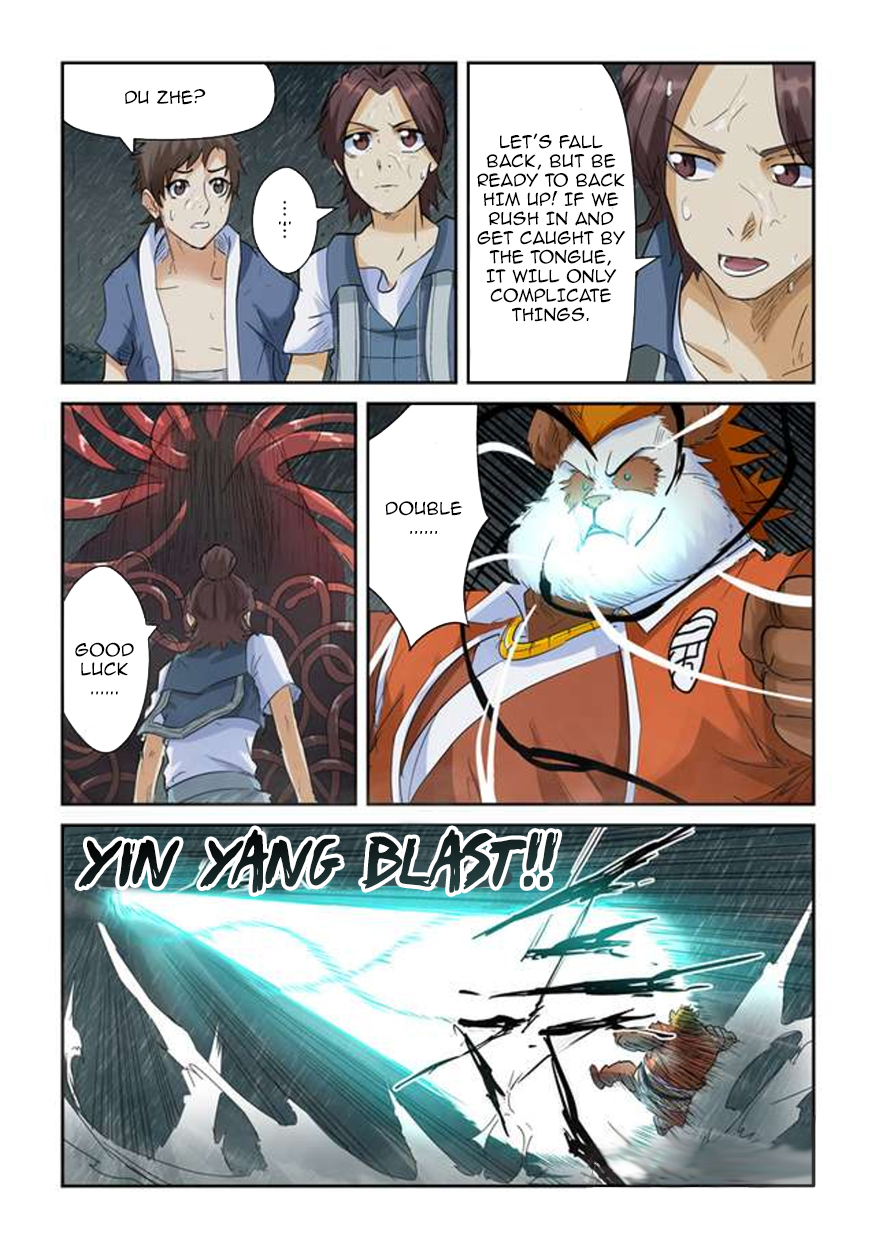 DU ZHE?
......
LET'S FALL
BACK, BUT BE
READY TO BACK
HIM UP! IF WE
RUSH IN AND
GET CAUGHT BY
THE TONGUE,
IT WILL ONLY
COMPLICATE
THINGS.
GOOD
LUCK
......
DOUBLE
......
YIN YANG BLAST!!